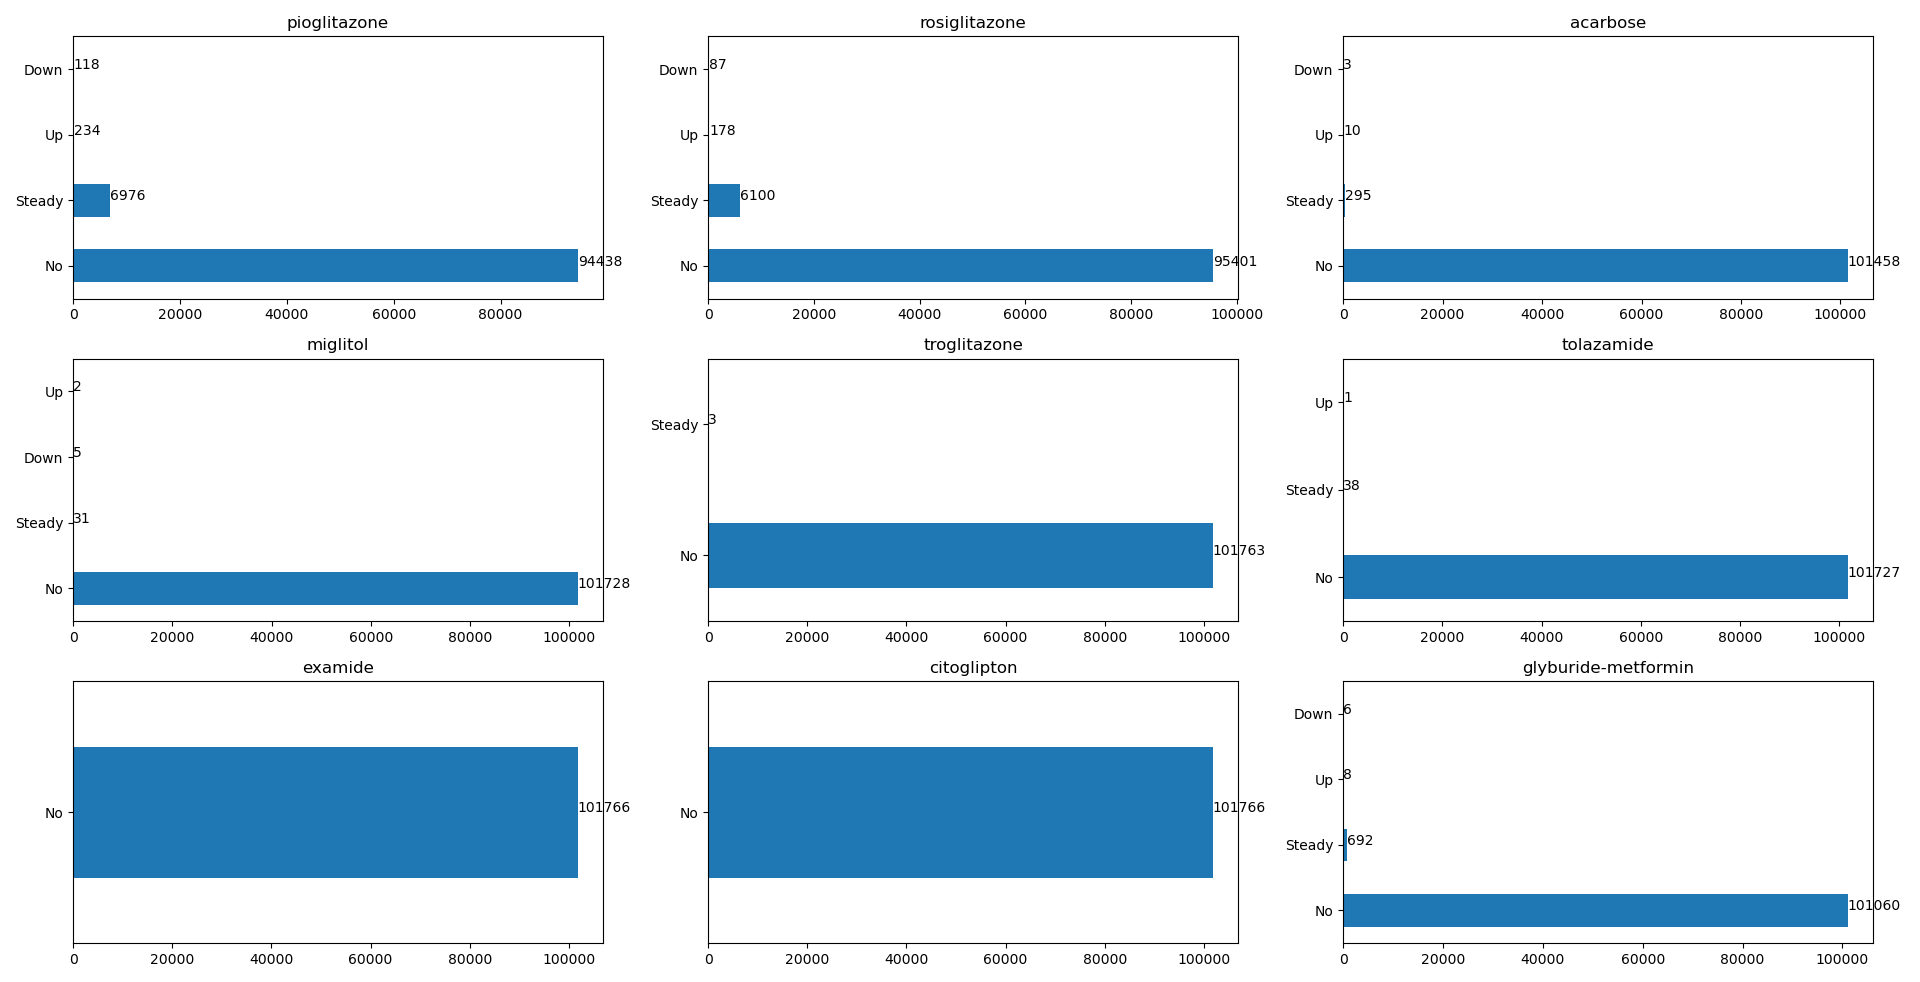 pioglitazone
Down
118
Up
234
Steady
6976
No
94438
0 20000 40000 60000 80000
rosiglitazone
Down
87
Up
178
Steady
6100
No
95401
0 20000 40000 60000 80000 100000
acarbose
Down
3
Up
10
Steady
295
No
101458
0 20000 40000 60000 80000 100000
miglitol
Up
2
Down
5
Steady
31
No
101728
0 20000 40000 60000 80000 100000
troglitazone
Steady
3
No
101763
0 20000 40000 60000 80000 100000
tolazamide
Up
1
Steady
38
No
101727
0 20000 40000 60000 80000 100000
examide
No
101766
0 20000 40000 60000 80000 100000
citoglipton
No
101766
0 20000 40000 60000 80000 100000
glyburide-metformin
Down
6
Up
8
Steady
692
No
101060
0 20000 40000 60000 80000 100000